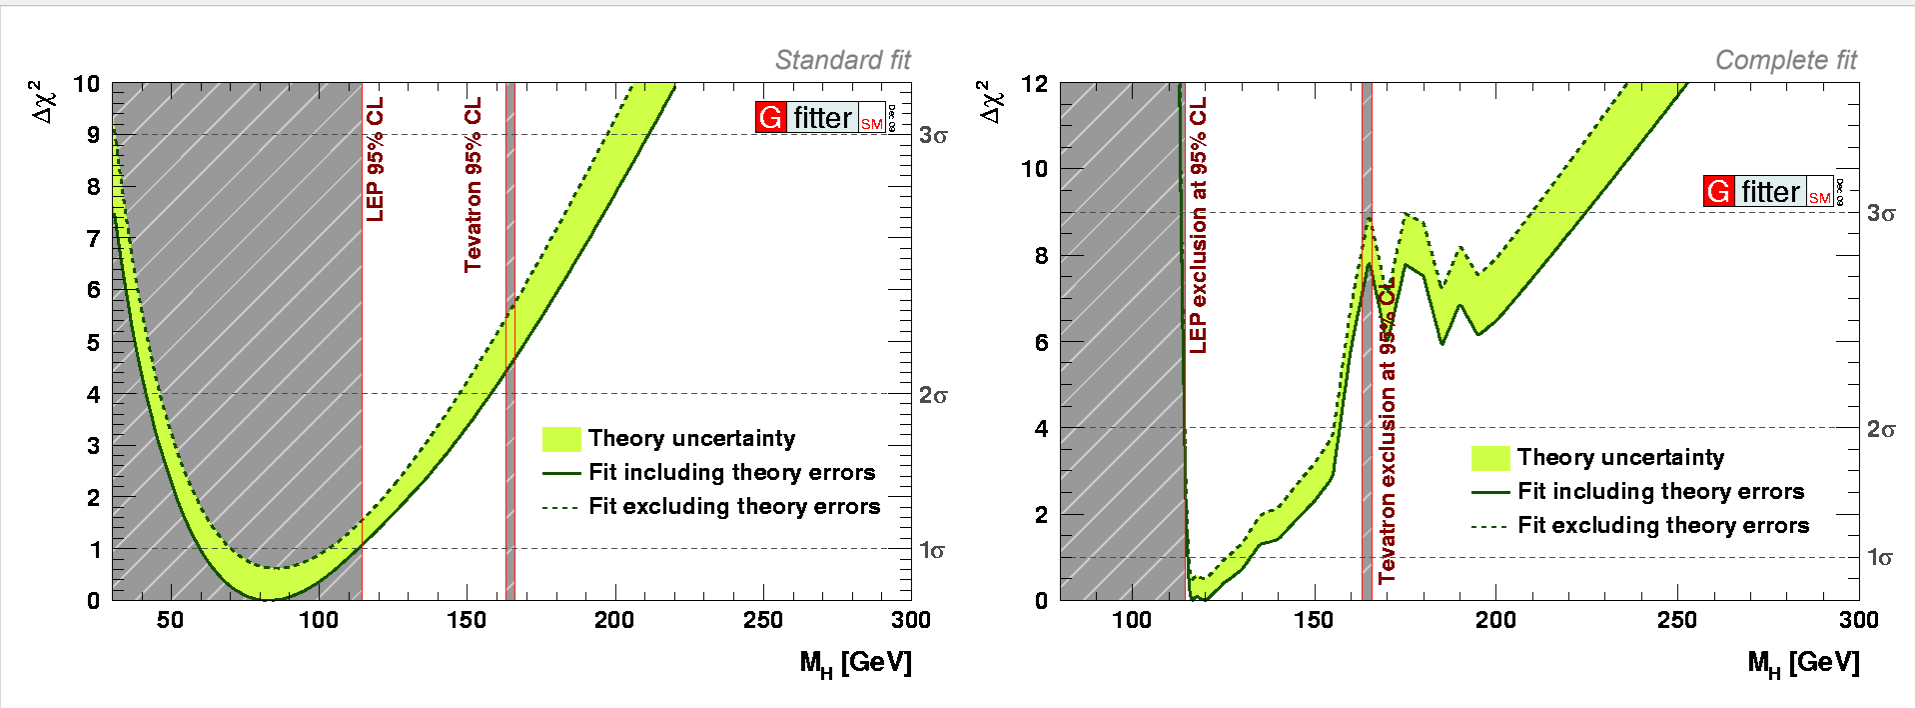 Standard fit
Δχ²
10
9
8
7
6
5
4
3
2
1
0
3σ
2σ
1σ
LEP 95% CL
Tevatron 95% CL
G fitter SM
Dec 09
Theory uncertainty
Fit including theory errors
Fit excluding theory errors
50 100 150 200 250 300
M_H [GeV]
Complete fit
Δχ²
12
10
8
6
4
2
0
3σ
2σ
1σ
LEP exclusion at 95% CL
Tevatron exclusion at 95% CL
G fitter SM
Dec 09
Theory uncertainty
Fit including theory errors
Fit excluding theory errors
100 150 200 250 300
M_H [GeV]